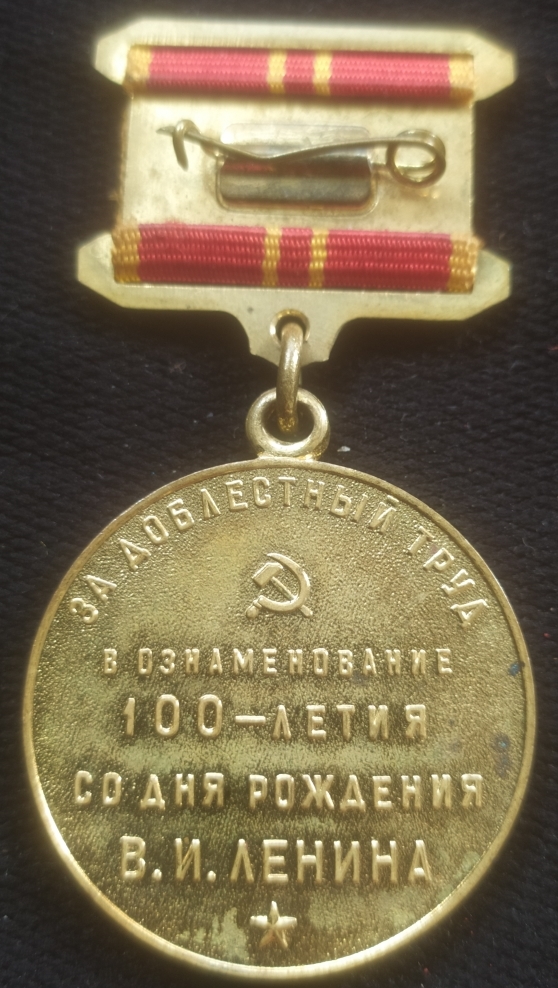 ЗА ДОБЛЕСТНЫЙ ТРУД
В ОЗНАМЕНОВАНИЕ
100—ЛЕТИЯ
СО ДНЯ РОЖДЕНИЯ
В. И. ЛЕНИНА